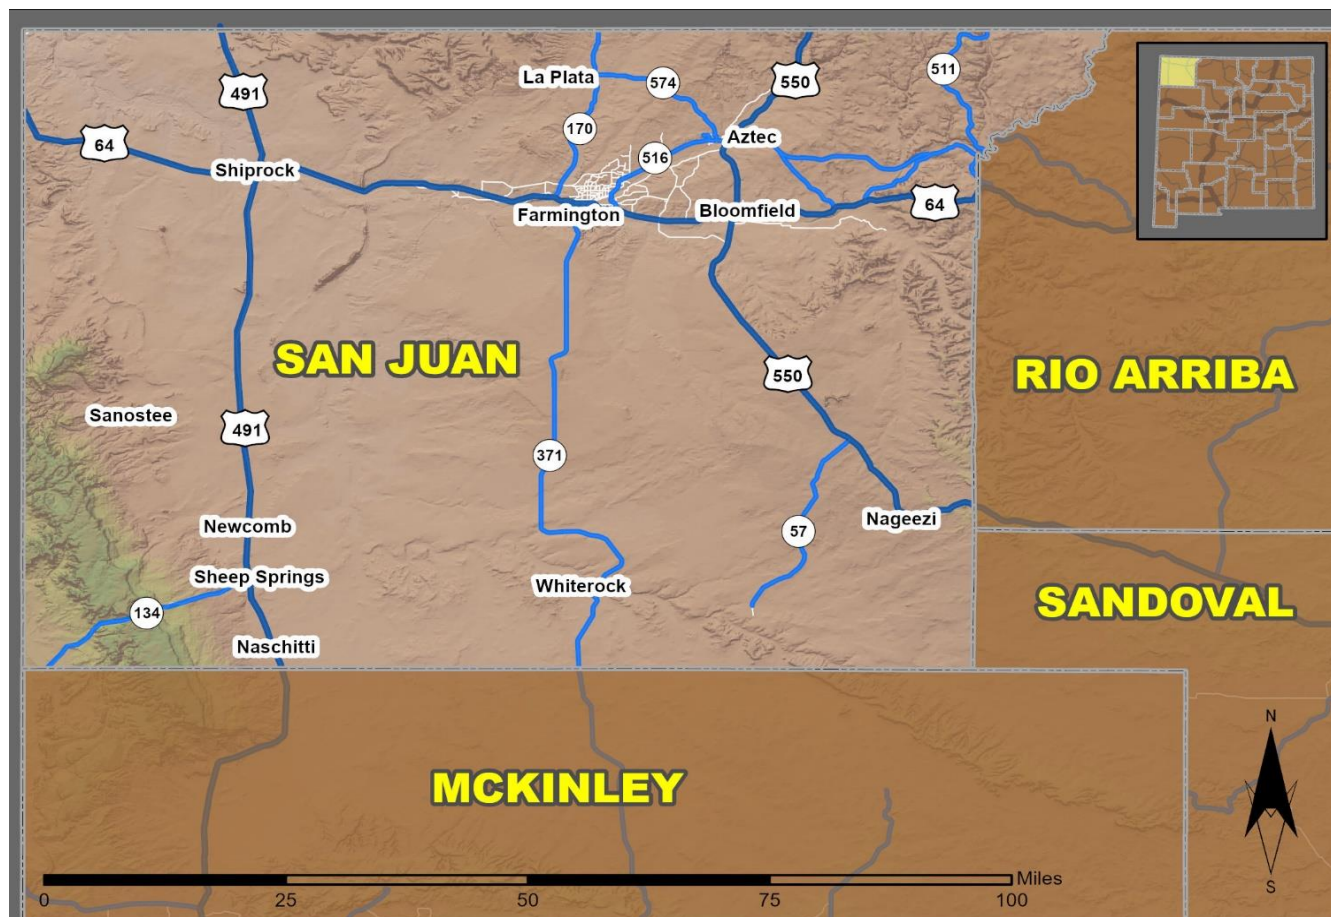 491
La Plata
574
550
511
64
170
516
Aztec
Shiprock
64
Farmington
Bloomfield
SAN JUAN
550
RIO ARRIBA
Sanostee
491
371
Newcomb
57
Nageezi
Sheep Springs
Whiterock
134
SANDOVAL
Naschitti
MCKINLEY
N
S
0
25
50
75
100
Miles